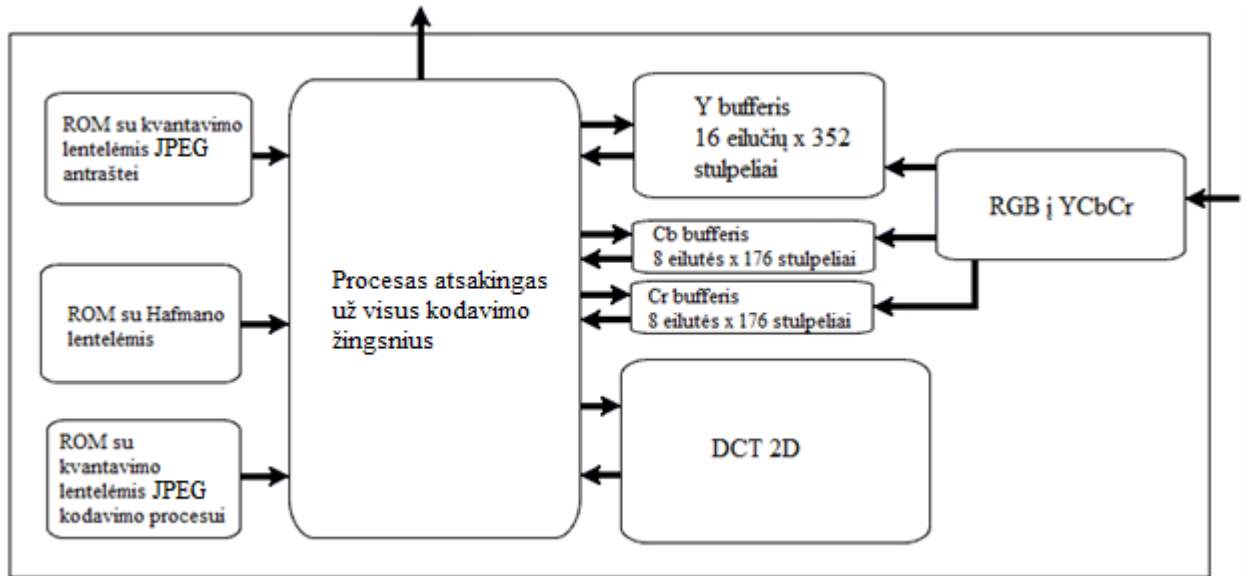 ROM su kvantavimo
lentelėmis JPEG
antraštei
ROM su Hafmano
lentelėmis
ROM su
kvantavimo
lentelėmis JPEG
kodavimo procesui
Procesas atsakingas
už visus kodavimo
žingsnius
Y bufferis
16 eilučių x 352
stulpeliai
Cb bufferis
8 eilutės x 176 stulpeliai
Cr bufferis
8 eilutės x 176 stulpeliai
DCT 2D
RGB į YCbCr